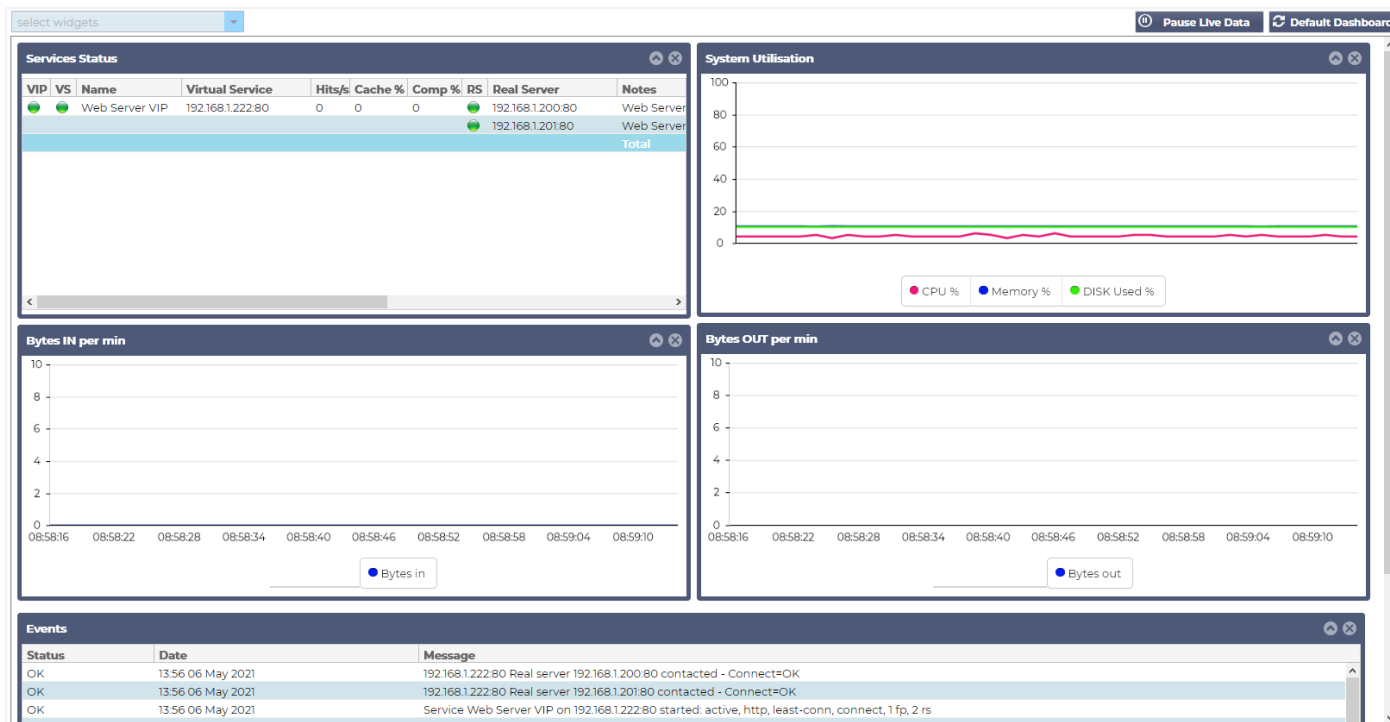 select widgets
Pause Live Data
Default Dashboard
Services Status
VIP VS Name Virtual Service Hits/s Cache % Comp % RS Real Server Notes
Web Server VIP 192.168.1.222:80 0 0 0 192.168.1.200:80 Web Server
192.168.1.201:80 Web Server
Total
System Utilisation
100
80
60
40
20
0
CPU % Memory % DISK Used %
Bytes IN per min
10
8
6
4
2
0
08:58:16 08:58:22 08:58:28 08:58:34 08:58:40 08:58:46 08:58:52 08:58:58 08:59:04 08:59:10
Bytes in
Bytes OUT per min
10
8
6
4
2
0
08:58:16 08:58:22 08:58:28 08:58:34 08:58:40 08:58:46 08:58:52 08:58:58 08:59:04 08:59:10
Bytes out
Events
Status Date Message
OK 13:56 06 May 2021 192.168.1.222:80 Real server 192.168.1.200:80 contacted - Connect=OK
OK 13:56 06 May 2021 192.168.1.222:80 Real server 192.168.1.201:80 contacted - Connect=OK
OK 13:56 06 May 2021 Service Web Server VIP on 192.168.1.222:80 started: active, http, least-conn, connect, 1 fp, 2 rs